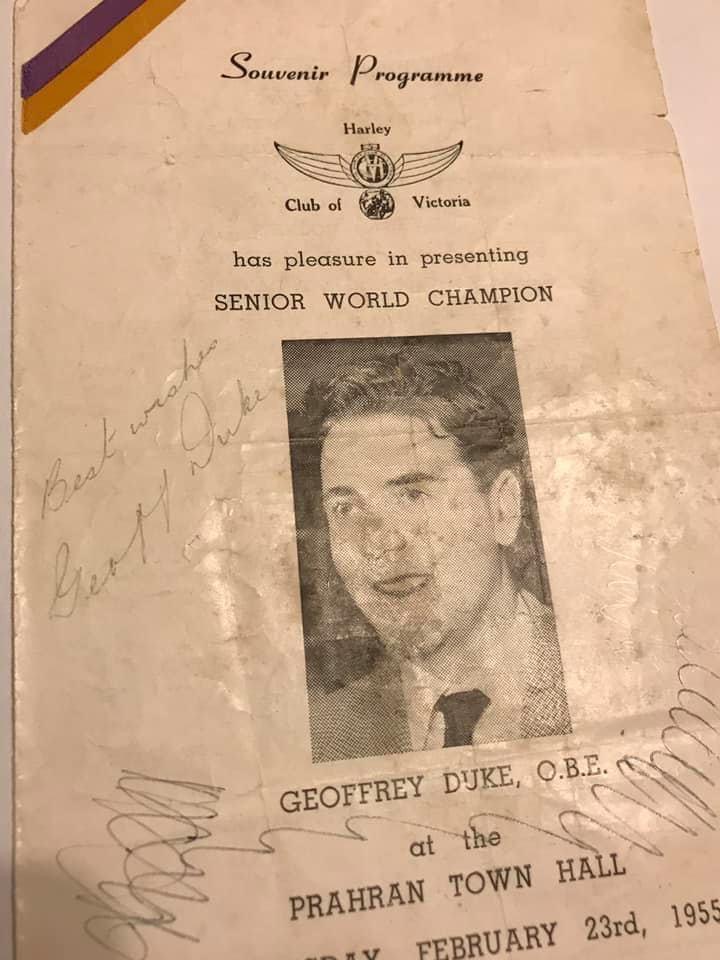 Souvenir Programme
Harley
Club of Victoria
has pleasure in presenting
SENIOR WORLD CHAMPION
Best wishes
Geoff Duke
GEOFFREY DUKE, O.B.E.
at the
PRAHRAN TOWN HALL
FEBRUARY 23rd, 1955